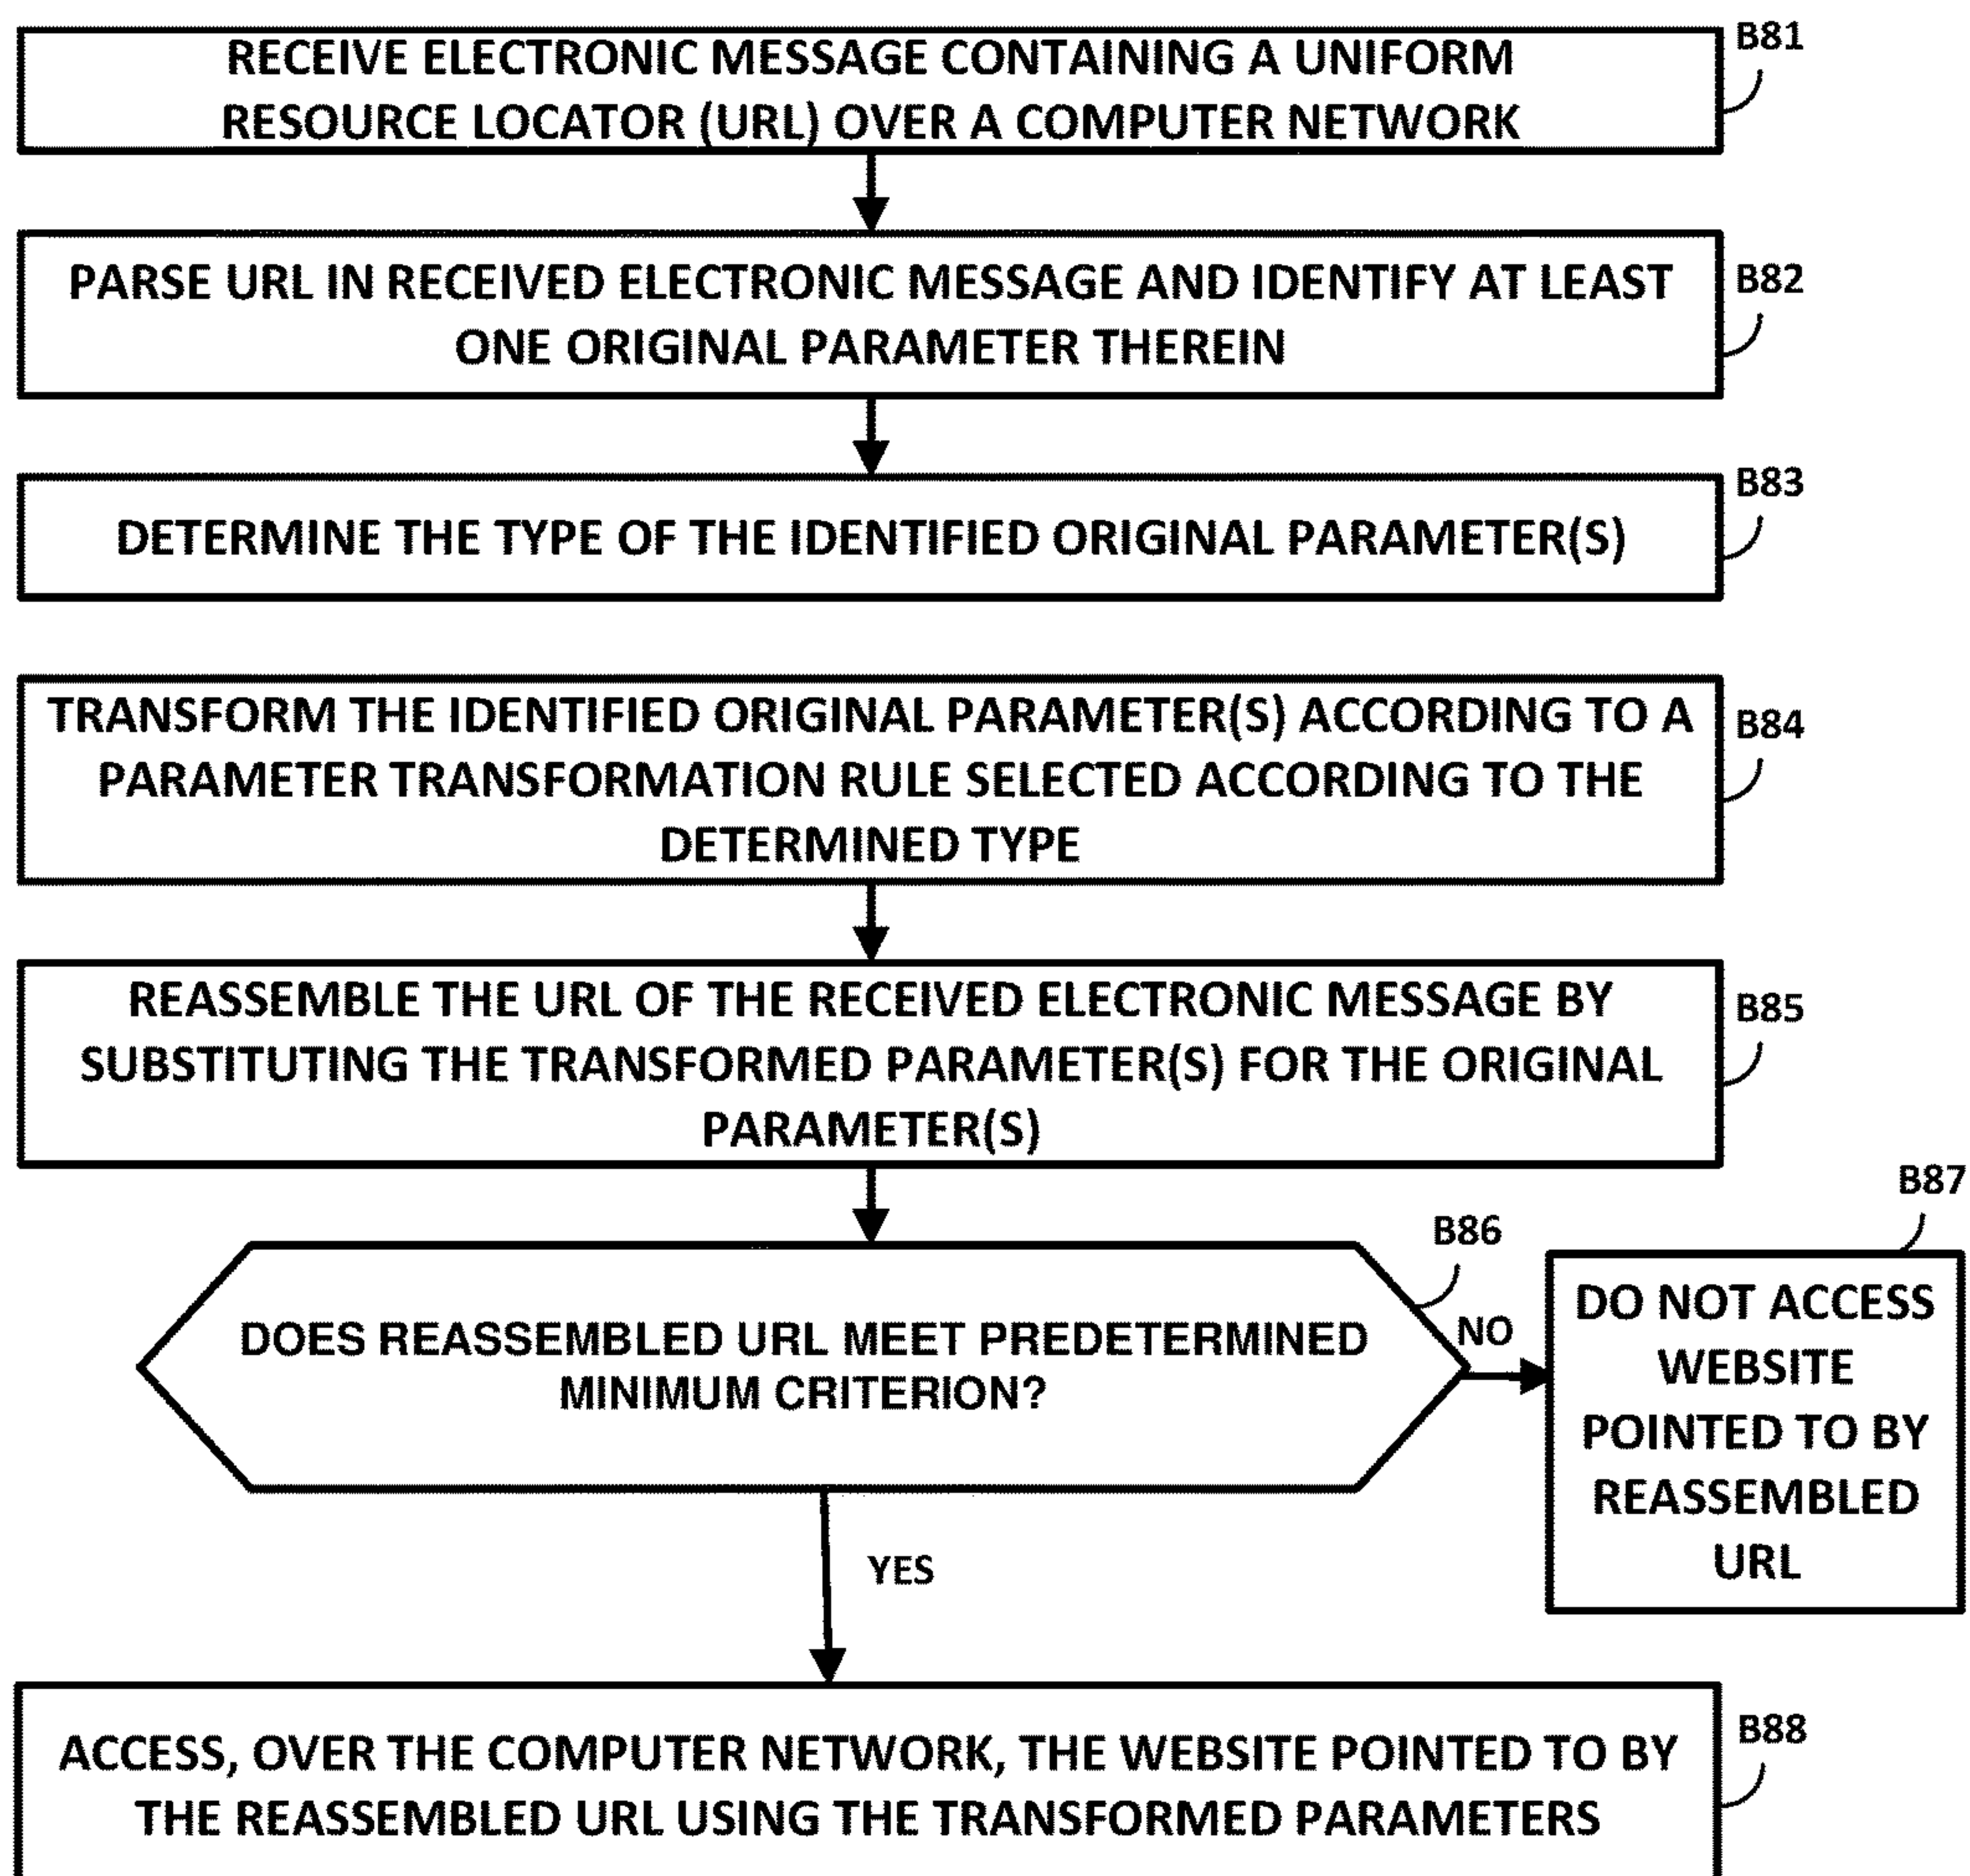 B81
RECEIVE ELECTRONIC MESSAGE CONTAINING A UNIFORM
RESOURCE LOCATOR (URL) OVER A COMPUTER NETWORK
B82
PARSE URL IN RECEIVED ELECTRONIC MESSAGE AND IDENTIFY AT LEAST
ONE ORIGINAL PARAMETER THEREIN
B83
DETERMINE THE TYPE OF THE IDENTIFIED ORIGINAL PARAMETER(S)
B84
TRANSFORM THE IDENTIFIED ORIGINAL PARAMETER(S) ACCORDING TO A
PARAMETER TRANSFORMATION RULE SELECTED ACCORDING TO THE
DETERMINED TYPE
B85
REASSEMBLE THE URL OF THE RECEIVED ELECTRONIC MESSAGE BY
SUBSTITUTING THE TRANSFORMED PARAMETER(S) FOR THE ORIGINAL
PARAMETER(S)
B86
DOES REASSEMBLED URL MEET PREDETERMINED
MINIMUM CRITERION?
NO
B87
DO NOT ACCESS
WEBSITE
POINTED TO BY
REASSEMBLED
URL
YES
B88
ACCESS, OVER THE COMPUTER NETWORK, THE WEBSITE POINTED TO BY
THE REASSEMBLED URL USING THE TRANSFORMED PARAMETERS